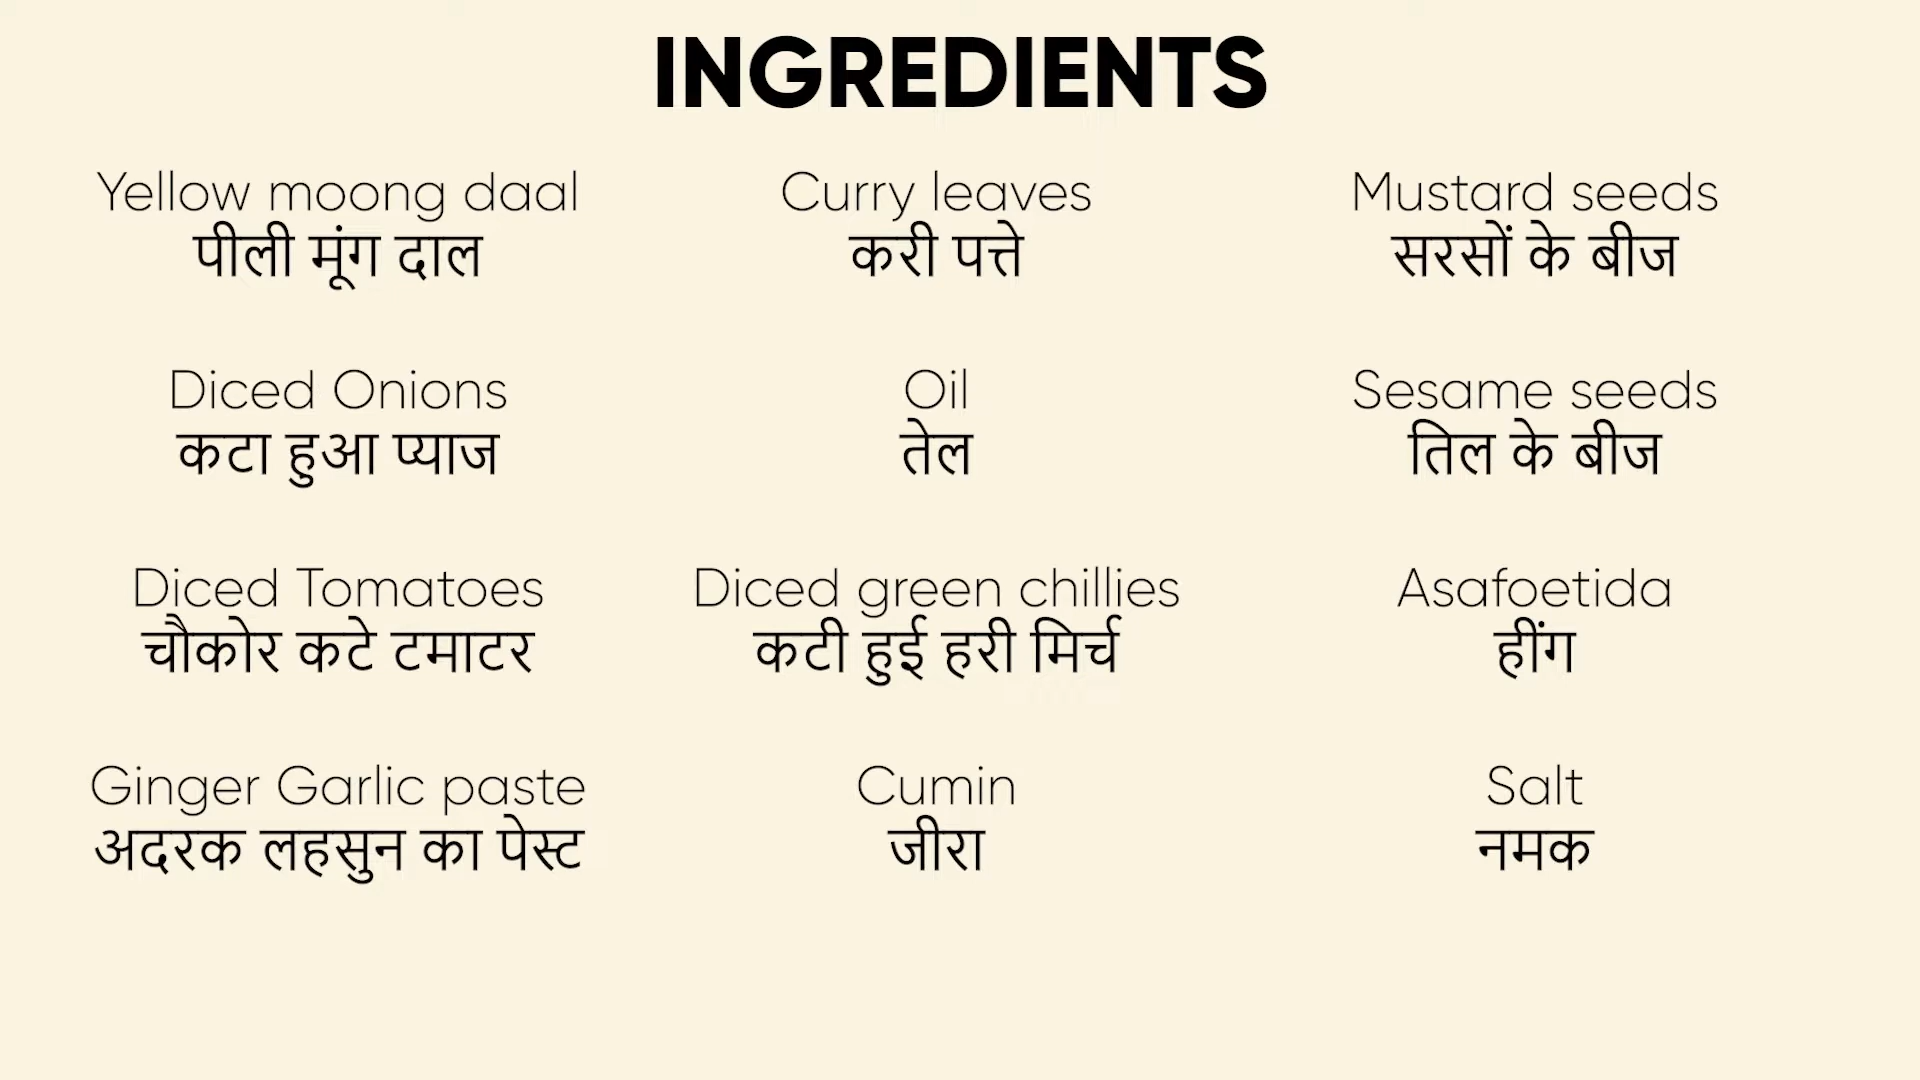 INGREDIENTS
Yellow moong daal
पीली मूंग दाल
Curry leaves
करी पत्ते
Mustard seeds
सरसों के बीज
Diced Onions
कटा हुआ प्याज
Oil
तेल
Sesame seeds
तिल के बीज
Diced Tomatoes
चौकोर कटे टमाटर
Diced green chillies
कटी हुई हरी मिर्च
Asafoetida
हींग
Ginger Garlic paste
अदरक लहसुन का पेस्ट
Cumin
जीरा
Salt
नमक